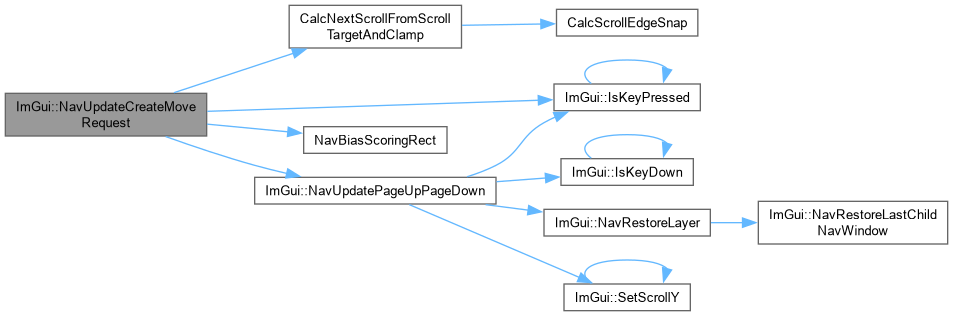 CalcNextScrollFromScroll
TargetAndClamp
CalcScrollEdgeSnap
ImGui::NavUpdateCreateMove
Request
ImGui::IsKeyPressed
NavBiasScoringRect
ImGui::NavUpdatePageUpPageDown
ImGui::IsKeyDown
ImGui::NavRestoreLayer
ImGui::NavRestoreLastChild
NavWindow
ImGui::SetScrollY